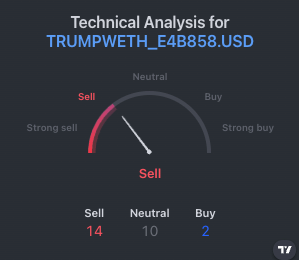 Technical Analysis for
TRUMPWETH_E4B858.USD
Neutral
Sell Buy
Strong sell Strong buy
Sell
Sell Neutral Buy
14 10 2